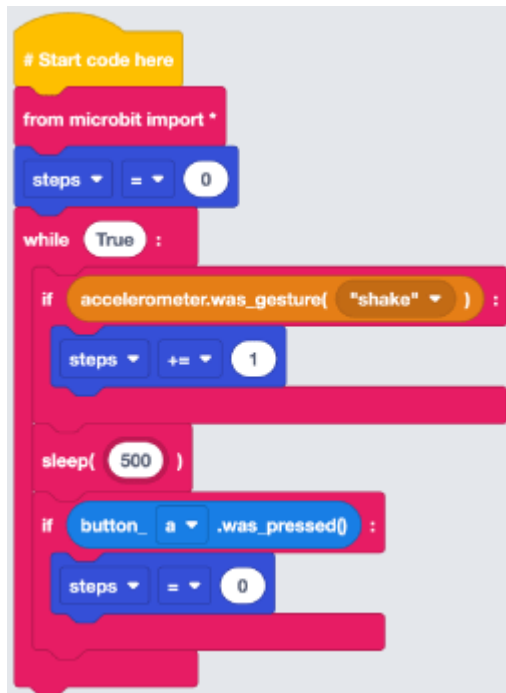 # Start code here
from microbit import *
steps = 0
while True :
if accelerometer.was_gesture( "shake" ) :
steps += 1
sleep( 500 )
if button_ a .was_pressed() :
steps = 0